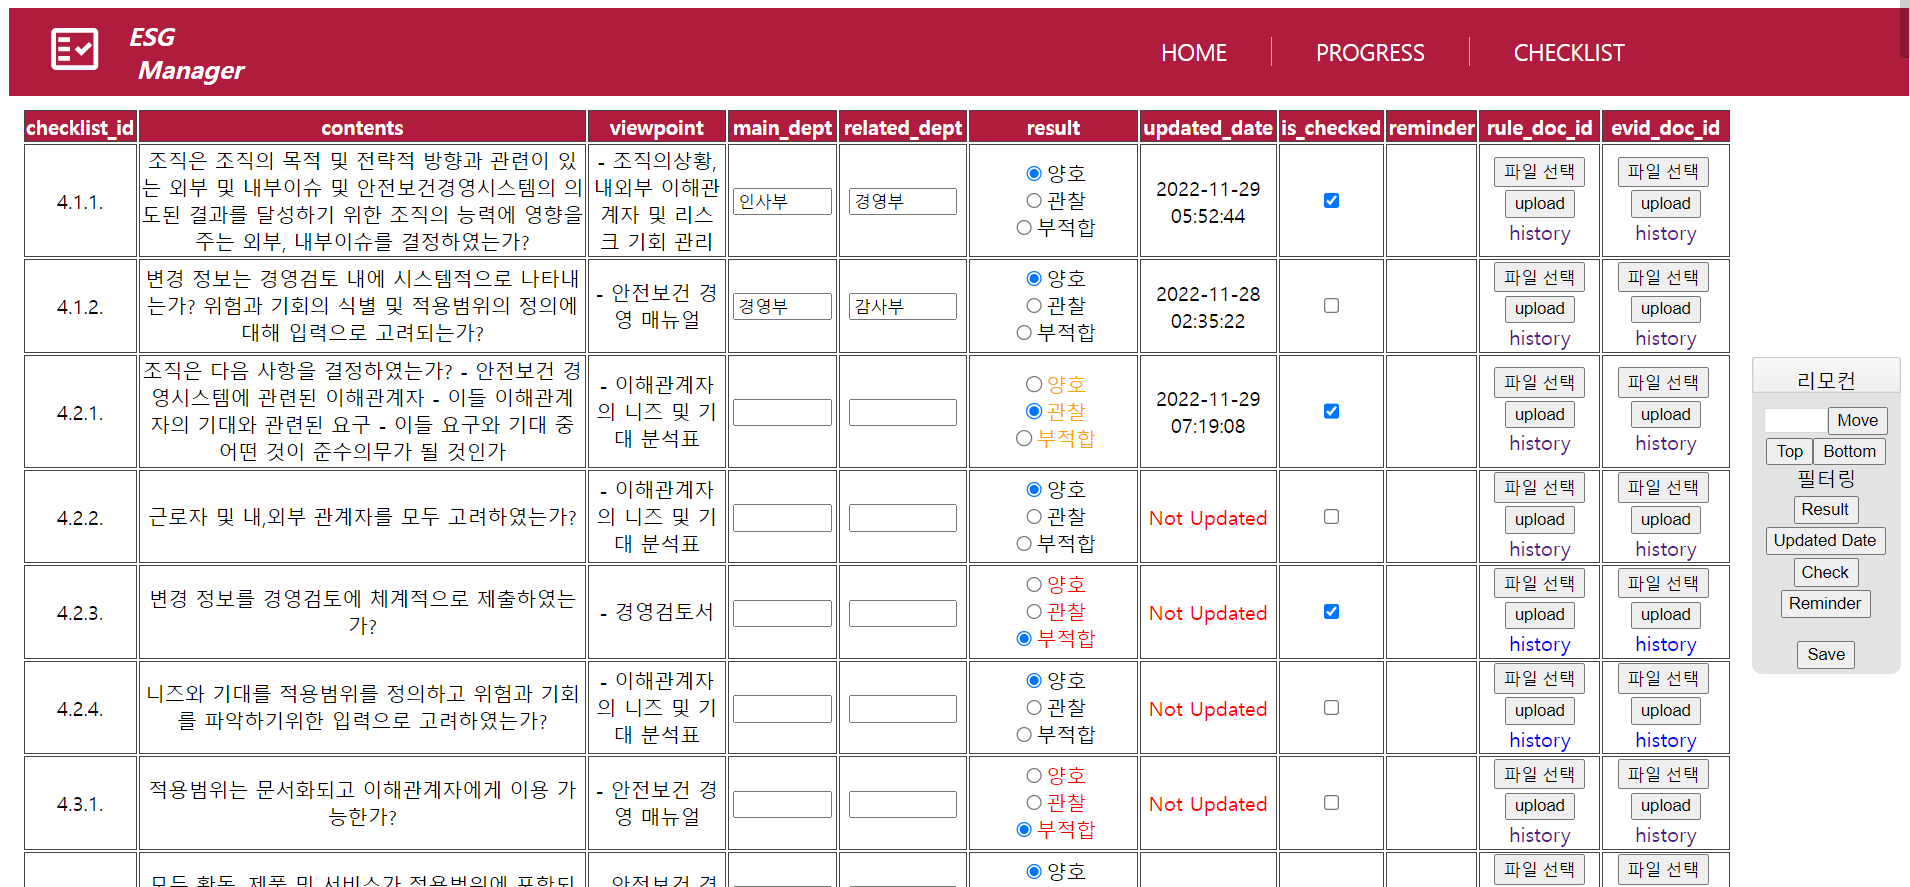 ESG
Manager
HOME
PROGRESS
CHECKLIST
checklist_id contents viewpoint main_dept related_dept result updated_date is_checked reminder rule_doc_id evid_doc_id
4.1.1.
조직은 조직의 목적 및 전략적 방향과 관련이 있
는 외부 및 내부이슈 및 안전보건경영시스템의 의
도된 결과를 달성하기 위한 조직의 능력에 영향을
주는 외부, 내부이슈를 결정하였는가?
- 조직의상황,
내외부 이해관
계자 및 리스
크 기회 관리
인사부
경영부
양호
관찰
부적합
2022-11-29
05:52:44
파일 선택
upload
history
파일 선택
upload
history
4.1.2.
변경 정보는 경영검토 내에 시스템적으로 나타내
는가? 위험과 기회의 식별 및 적용범위의 정의에
대해 입력으로 고려되는가?
- 안전보건 경
영 매뉴얼
경영부
감사부
양호
관찰
부적합
2022-11-28
02:35:22
파일 선택
upload
history
파일 선택
upload
history
4.2.1.
조직은 다음 사항을 결정하였는가? - 안전보건 경
영시스템에 관련된 이해관계자 - 이들 이해관계
자의 기대와 관련된 요구 - 이들 요구와 기대 중
어떤 것이 준수의무가 될 것인가
- 이해관계자
의 니즈 및 기
대 분석표
양호
관찰
부적합
2022-11-29
07:19:08
파일 선택
upload
history
파일 선택
upload
history
4.2.2.
근로자 및 내,외부 관계자를 모두 고려하였는가?
- 이해관계자
의 니즈 및 기
대 분석표
양호
관찰
부적합
Not Updated
파일 선택
upload
history
파일 선택
upload
history
4.2.3.
변경 정보를 경영검토에 체계적으로 제출하였는
가?
- 경영검토서
양호
관찰
부적합
Not Updated
파일 선택
upload
history
파일 선택
upload
history
4.2.4.
니즈와 기대를 적용범위를 정의하고 위험과 기회
를 파악하기위한 입력으로 고려하였는가?
- 이해관계자
의 니즈 및 기
대 분석표
양호
관찰
부적합
Not Updated
파일 선택
upload
history
파일 선택
upload
history
4.3.1.
적용범위는 문서화되고 이해관계자에게 이용 가
능한가?
- 안전보건 경
영 매뉴얼
양호
관찰
부적합
Not Updated
파일 선택
upload
history
파일 선택
upload
history
모든 활동, 제품 및 서비스가 적용범위에 포함되
- 안전보건 경
양호
파일 선택
파일 선택
리모컨
Move
Top Bottom
필터링
Result
Updated Date
Check
Reminder
Save